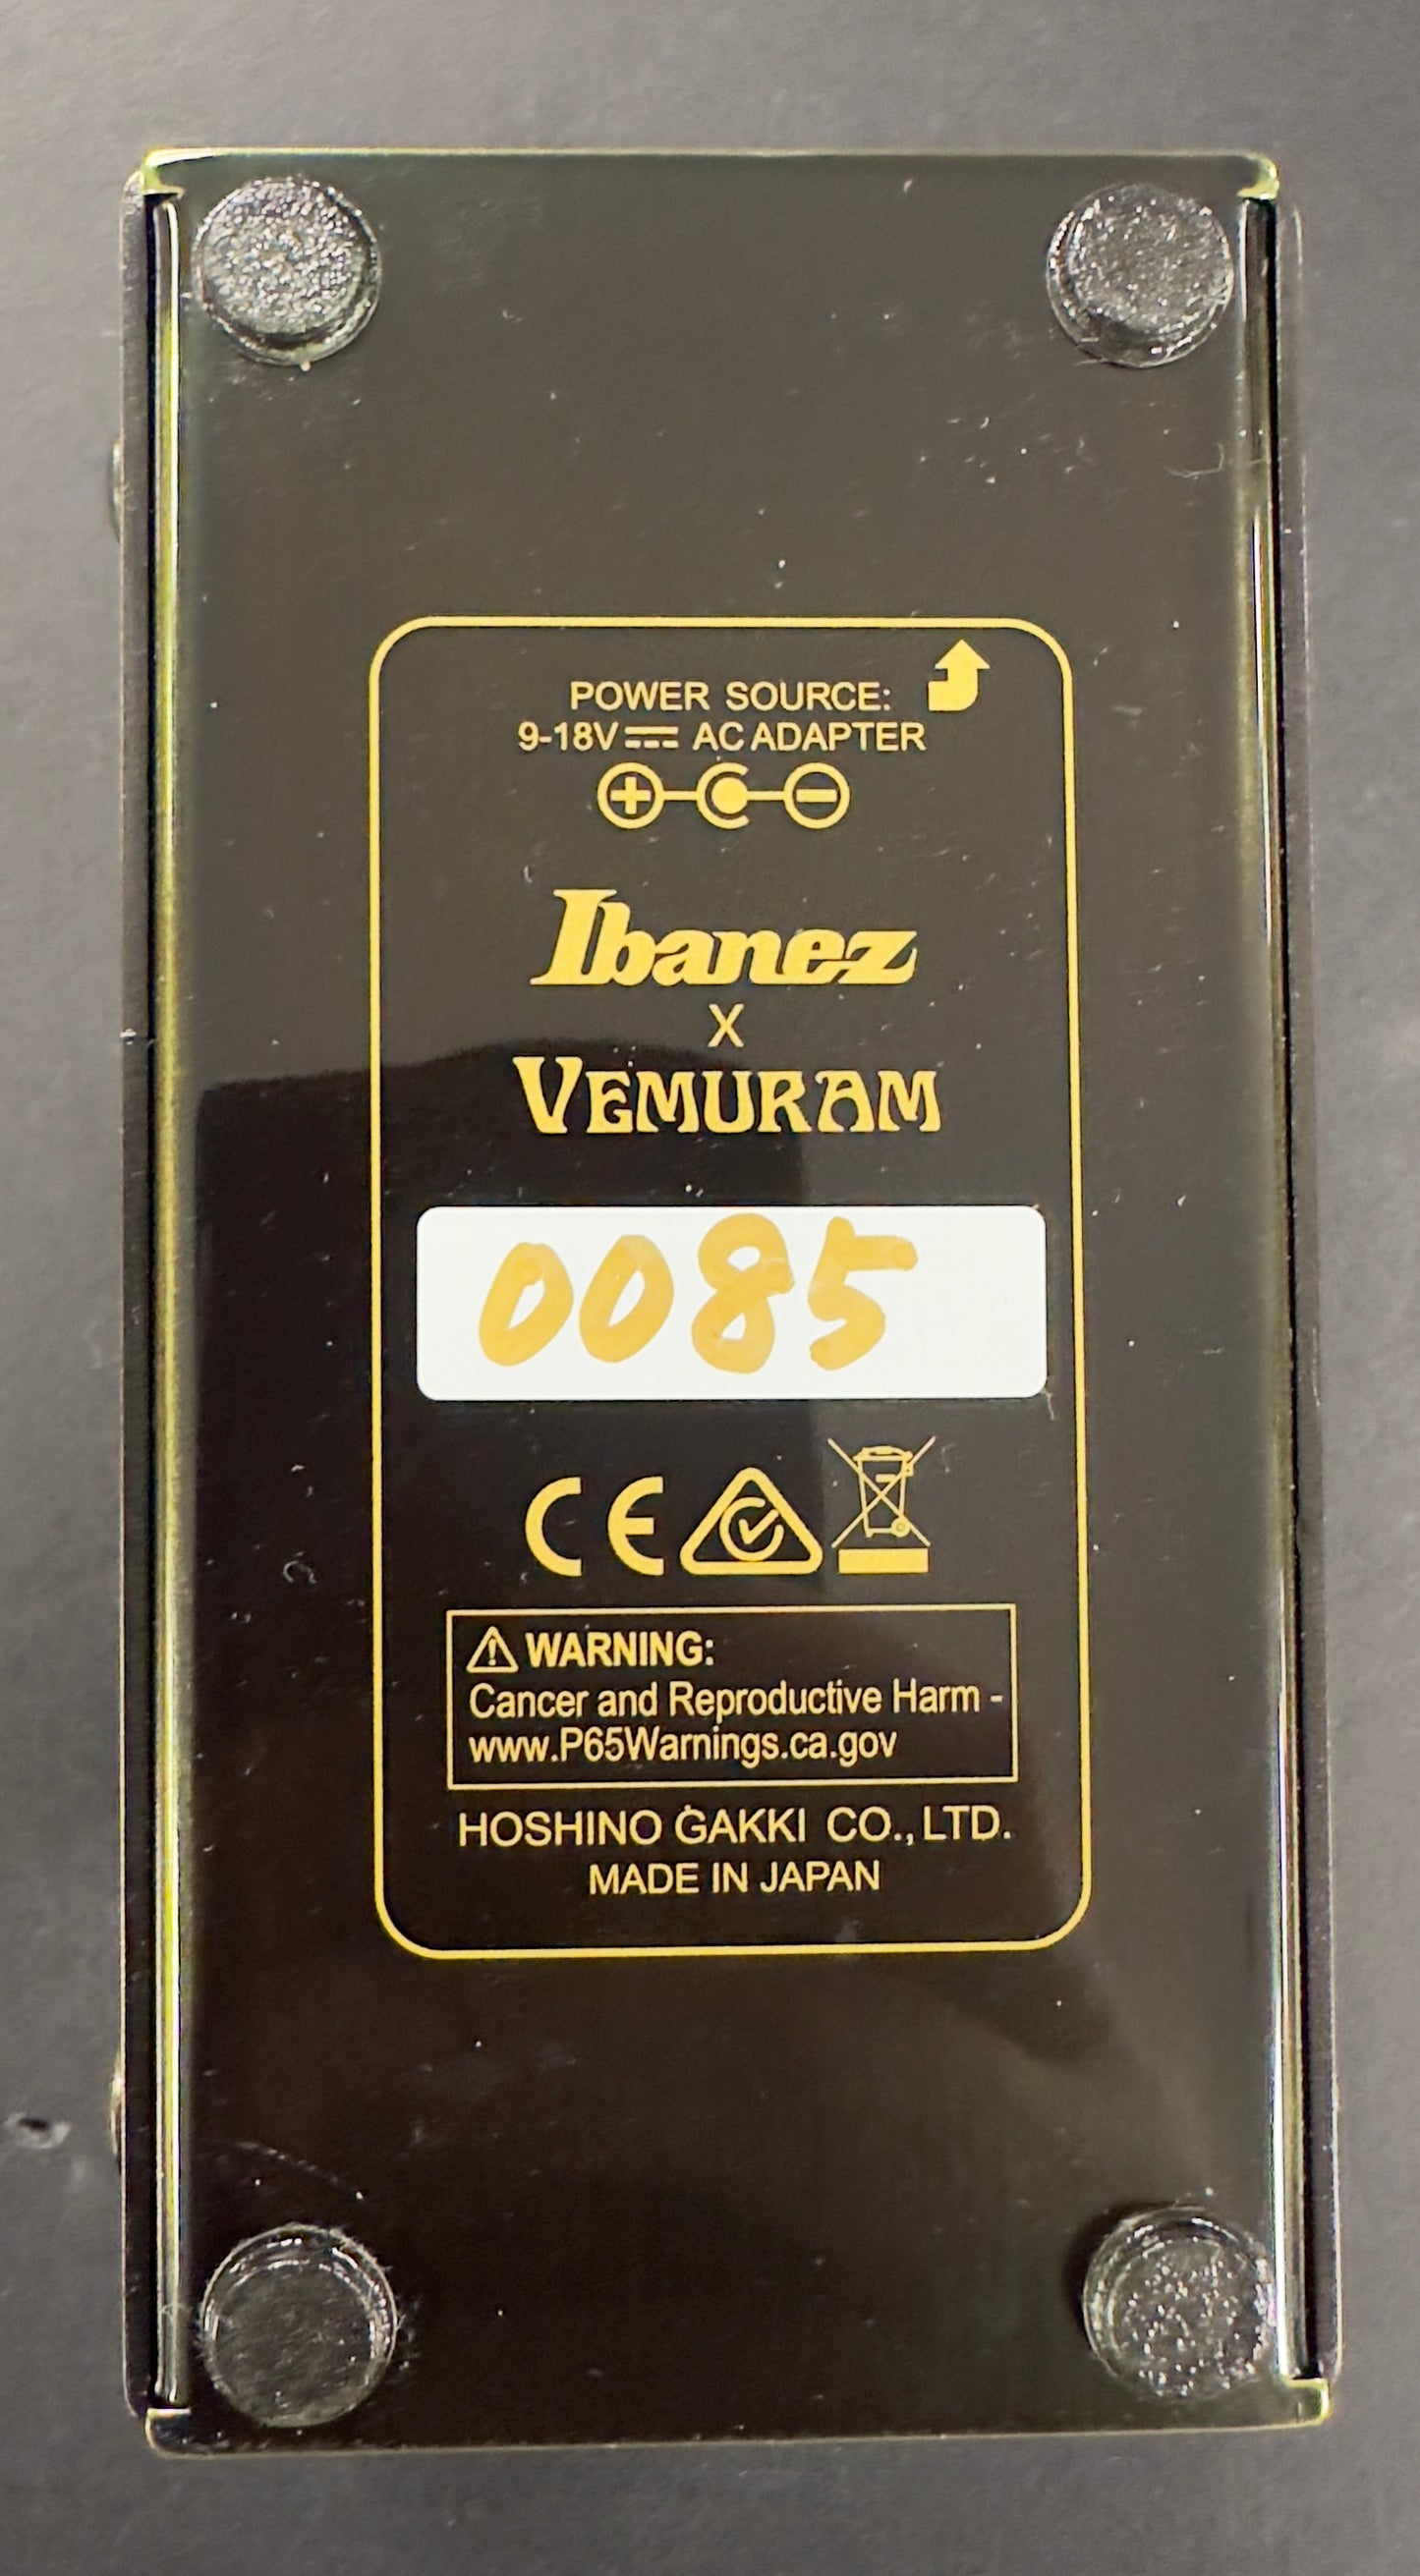 POWER SOURCE:
9-18V⎓ AC ADAPTER
Ibanez
X
VEMURAM
0085
CE
WARNING:
Cancer and Reproductive Harm -
www.P65Warnings.ca.gov
HOSHINO GAKKI CO., LTD.
MADE IN JAPAN